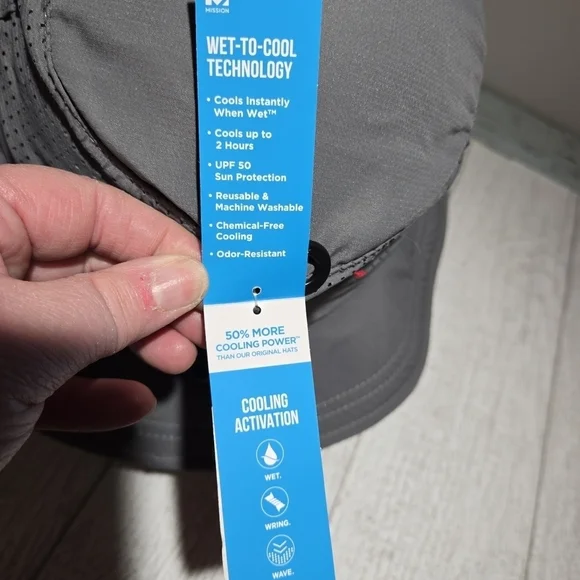 MISSION
WET-TO-COOL
TECHNOLOGY
• Cools Instantly
When Wet™
• Cools up to
2 Hours
• UPF 50
Sun Protection
• Reusable &
Machine Washable
• Chemical-Free
Cooling
• Odor-Resistant
50% MORE
COOLING POWER™
THAN OUR ORIGINAL HATS
COOLING
ACTIVATION
WET.
WRING.
WAVE.